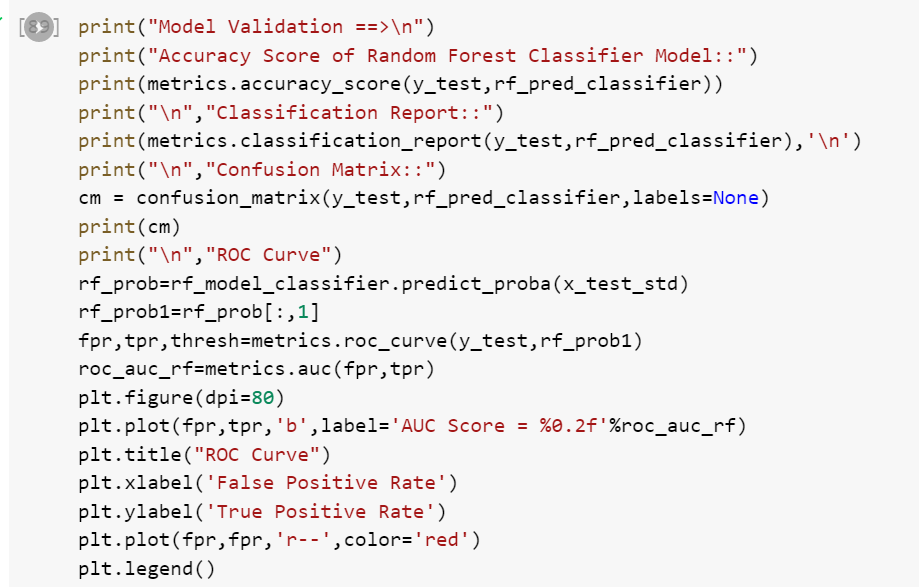 [89] print("Model Validation ==>\n")
print("Accuracy Score of Random Forest Classifier Model::")
print(metrics.accuracy_score(y_test,rf_pred_classifier))
print("\n","Classification Report::")
print(metrics.classification_report(y_test,rf_pred_classifier),'\n')
print("\n","Confusion Matrix::")
cm = confusion_matrix(y_test,rf_pred_classifier,labels=None)
print(cm)
print("\n","ROC Curve")
rf_prob=rf_model_classifier.predict_proba(x_test_std)
rf_prob1=rf_prob[:,1]
fpr,tpr,thresh=metrics.roc_curve(y_test,rf_prob1)
roc_auc_rf=metrics.auc(fpr,tpr)
plt.figure(dpi=80)
plt.plot(fpr,tpr,'b',label='AUC Score = %0.2f'%roc_auc_rf)
plt.title("ROC Curve")
plt.xlabel('False Positive Rate')
plt.ylabel('True Positive Rate')
plt.plot(fpr,fpr,'r--',color='red')
plt.legend()